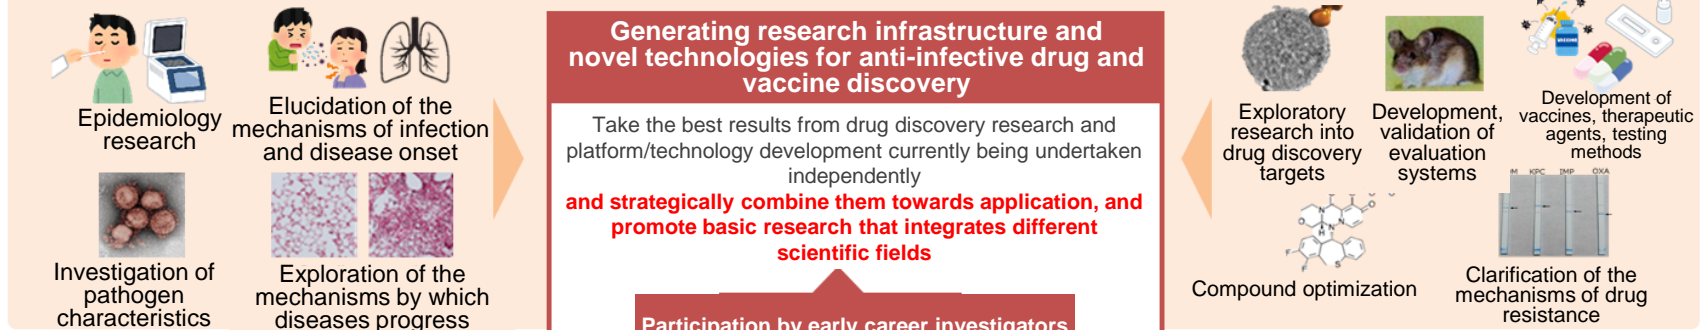 Epidemiology
research
Elucidation of the
mechanisms of infection
and disease onset
Investigation of
pathogen
characteristics
Exploration of the
mechanisms by which
diseases progress
Generating research infrastructure and
novel technologies for anti-infective drug and
vaccine discovery
Take the best results from drug discovery research and
platform/technology development currently being undertaken
independently
and strategically combine them towards application, and
promote basic research that integrates different
scientific fields
Participation by early career investigators
Exploratory
research into
drug discovery
targets
Development,
validation of
evaluation
systems
VACCINE
Development of
vaccines, therapeutic
agents, testing
methods
O
N
H
F
F
S
Compound optimization
IM KPC IMP OXA
Clarification of the
mechanisms of drug
resistance